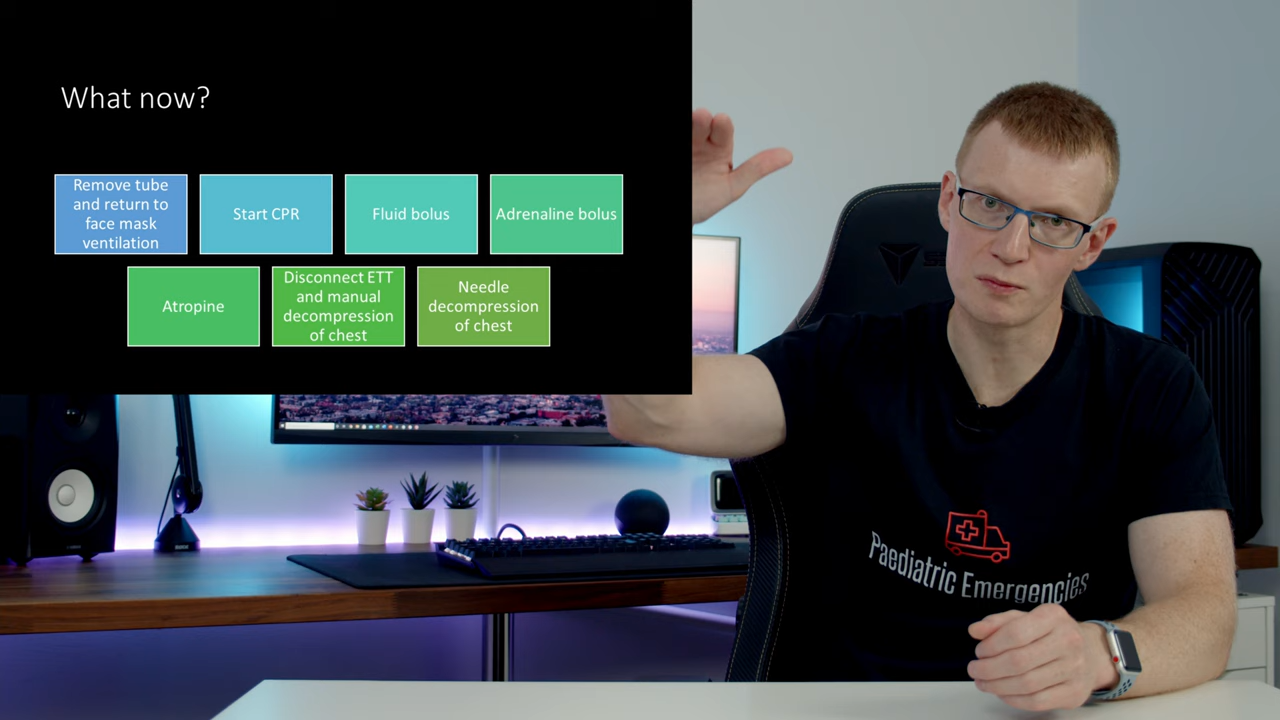 What now?
Remove tube
and return to
face mask
ventilation
Start CPR
Fluid bolus
Adrenaline bolus
Atropine
Disconnect ETT
and manual
decompression
of chest
Needle
decompression
of chest
Paediatric Emergencies